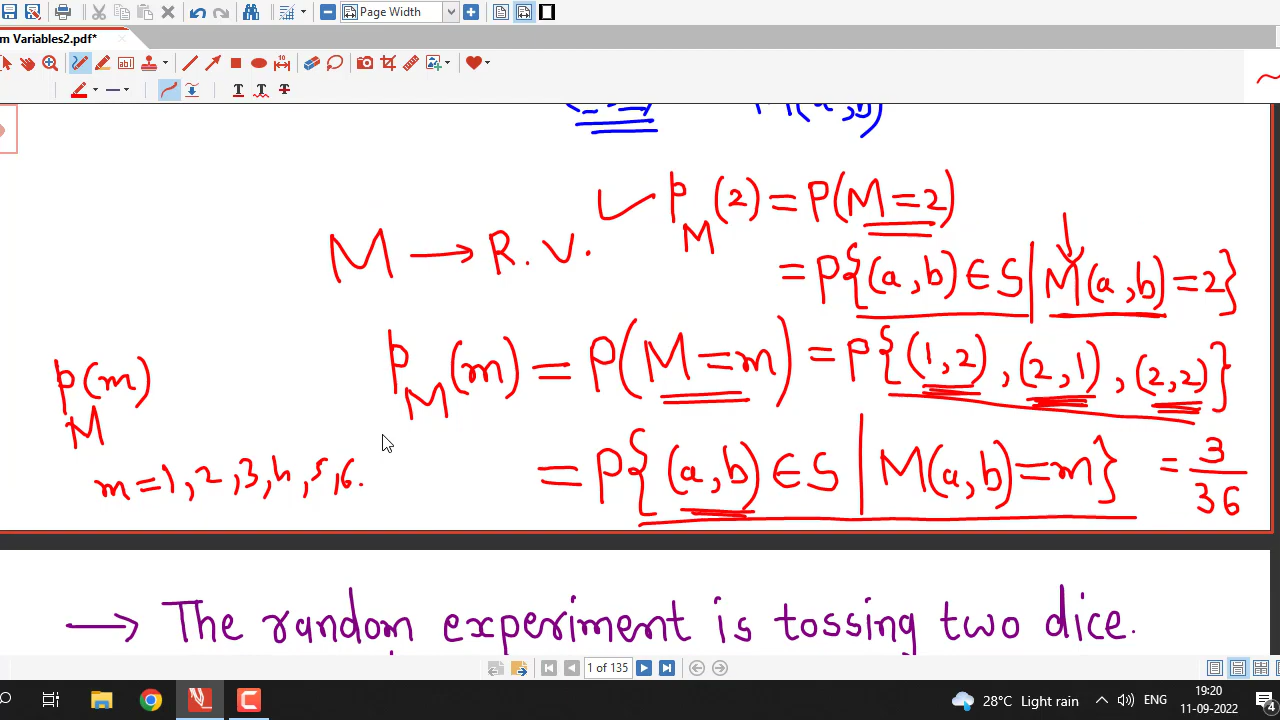 Page Width
m Variables2.pdf*
M(a,b)
P_M(2) = P(M=2)
M → R.V.
= P{(a,b) ∈ S | M(a,b) = 2}
P_M(m) = P(M=m) = P{(1,2), (2,1), (2,2)}
P_M(m)
m = 1,2,3,4,5,6.
= P{(a,b) ∈ S | M(a,b) = m} = 3/36
→ The random experiment is tossing two dice.
1 of 135
28°C Light rain
ENG
19:20
11-09-2022
4